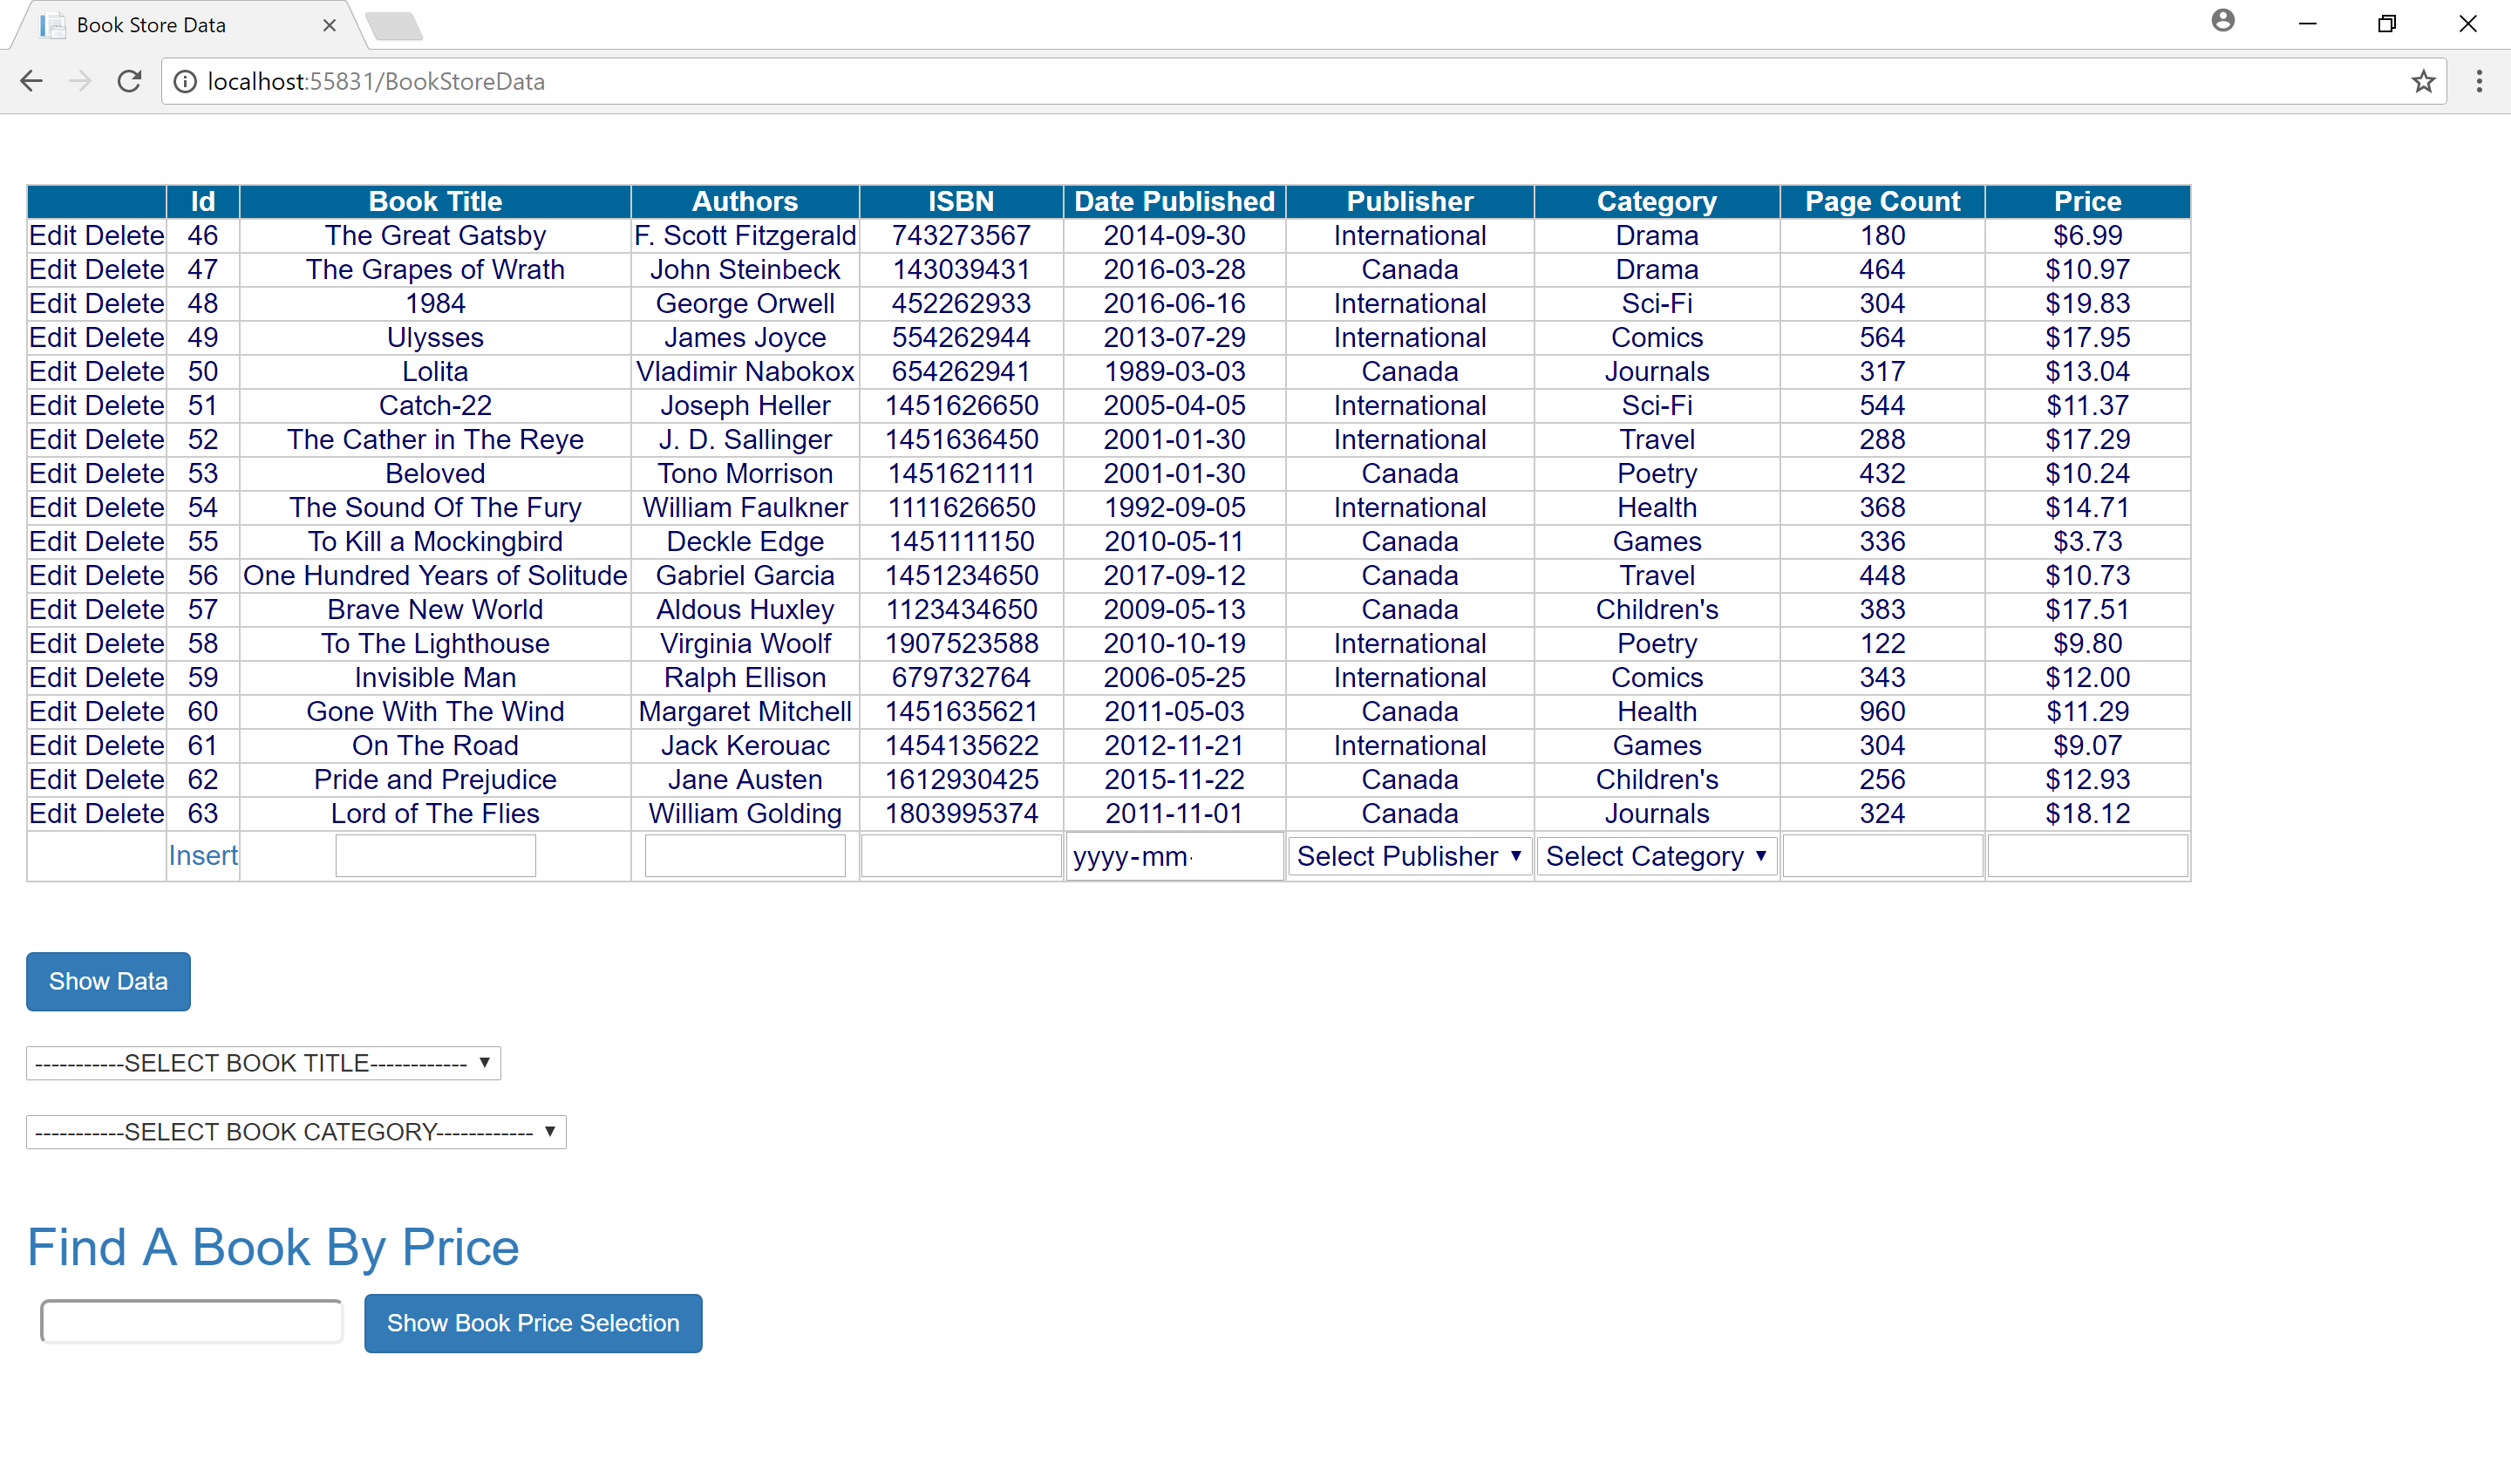 Book Store Data
localhost:55831/BookStoreData
Id Book Title Authors ISBN Date Published Publisher Category Page Count Price
Edit Delete 46 The Great Gatsby F. Scott Fitzgerald 743273567 2014-09-30 International Drama 180 $6.99
Edit Delete 47 The Grapes of Wrath John Steinbeck 143039431 2016-03-28 Canada Drama 464 $10.97
Edit Delete 48 1984 George Orwell 452262933 2016-06-16 International Sci-Fi 304 $19.83
Edit Delete 49 Ulysses James Joyce 554262944 2013-07-29 International Comics 564 $17.95
Edit Delete 50 Lolita Vladimir Nabokox 654262941 1989-03-03 Canada Journals 317 $13.04
Edit Delete 51 Catch-22 Joseph Heller 1451626650 2005-04-05 International Sci-Fi 544 $11.37
Edit Delete 52 The Cather in The Reye J. D. Sallinger 1451636450 2001-01-30 International Travel 288 $17.29
Edit Delete 53 Beloved Tono Morrison 1451621111 2001-01-30 Canada Poetry 432 $10.24
Edit Delete 54 The Sound Of The Fury William Faulkner 1111626650 1992-09-05 International Health 368 $14.71
Edit Delete 55 To Kill a Mockingbird Deckle Edge 1451111150 2010-05-11 Canada Games 336 $3.73
Edit Delete 56 One Hundred Years of Solitude Gabriel Garcia 1451234650 2017-09-12 Canada Travel 448 $10.73
Edit Delete 57 Brave New World Aldous Huxley 1123434650 2009-05-13 Canada Children's 383 $17.51
Edit Delete 58 To The Lighthouse Virginia Woolf 1907523588 2010-10-19 International Poetry 122 $9.80
Edit Delete 59 Invisible Man Ralph Ellison 679732764 2006-05-25 International Comics 343 $12.00
Edit Delete 60 Gone With The Wind Margaret Mitchell 1451635621 2011-05-03 Canada Health 960 $11.29
Edit Delete 61 On The Road Jack Kerouac 1454135622 2012-11-21 International Games 304 $9.07
Edit Delete 62 Pride and Prejudice Jane Austen 1612930425 2015-11-22 Canada Children's 256 $12.93
Edit Delete 63 Lord of The Flies William Golding 1803995374 2011-11-01 Canada Journals 324 $18.12
Insert yyyy-mm- Select Publisher Select Category
Show Data
-----------SELECT BOOK TITLE------------
-----------SELECT BOOK CATEGORY------------
Find A Book By Price
Show Book Price Selection